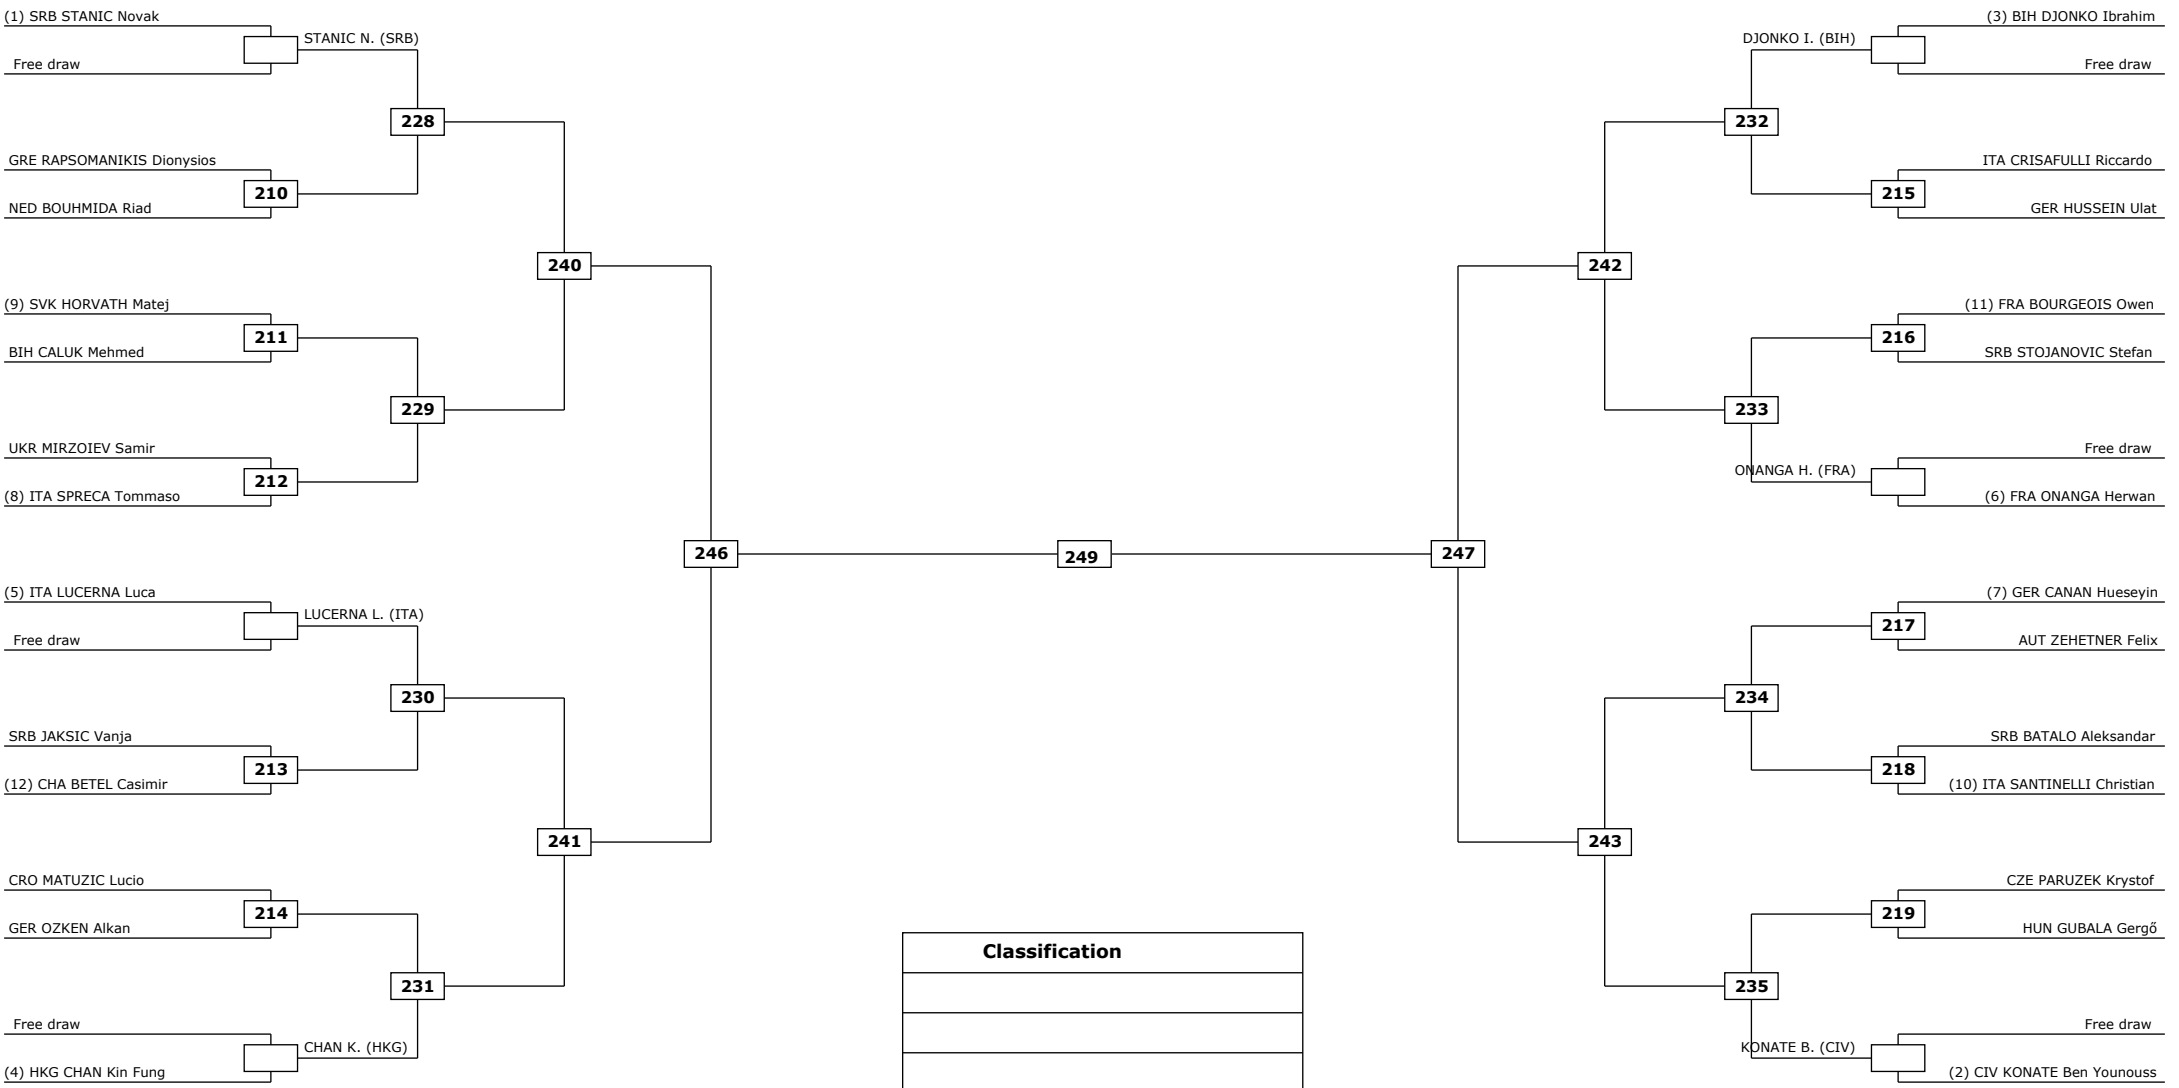 (1) SRB STANIC Novak
STANIC N. (SRB)
Free draw
228
GRE RAPSOMANIKIS Dionysios
210
NED BOUHMIDA Riad
240
(9) SVK HORVATH Matej
211
BIH CALUK Mehmed
229
UKR MIRZOIEV Samir
212
(8) ITA SPRECA Tommaso
246
(5) ITA LUCERNA Luca
LUCERNA L. (ITA)
Free draw
230
SRB JAKSIC Vanja
213
(12) CHA BETEL Casimir
241
CRO MATUZIC Lucio
214
GER OZKEN Alkan
231
Free draw
CHAN K. (HKG)
(4) HKG CHAN Kin Fung
249
Classification
(3) BIH DJONKO Ibrahim
DJONKO I. (BIH)
Free draw
232
ITA CRISAFULLI Riccardo
215
GER HUSSEIN Ulat
242
(11) FRA BOURGEOIS Owen
216
SRB STOJANOVIC Stefan
233
Free draw
ONANGA H. (FRA)
(6) FRA ONANGA Herwan
247
(7) GER CANAN Hueseyin
217
AUT ZEHETNER Felix
234
SRB BATALO Aleksandar
218
(10) ITA SANTINELLI Christian
243
CZE PARUZEK Krystof
219
HUN GUBALA Gergő
235
Free draw
KONATE B. (CIV)
(2) CIV KONATE Ben Younouss